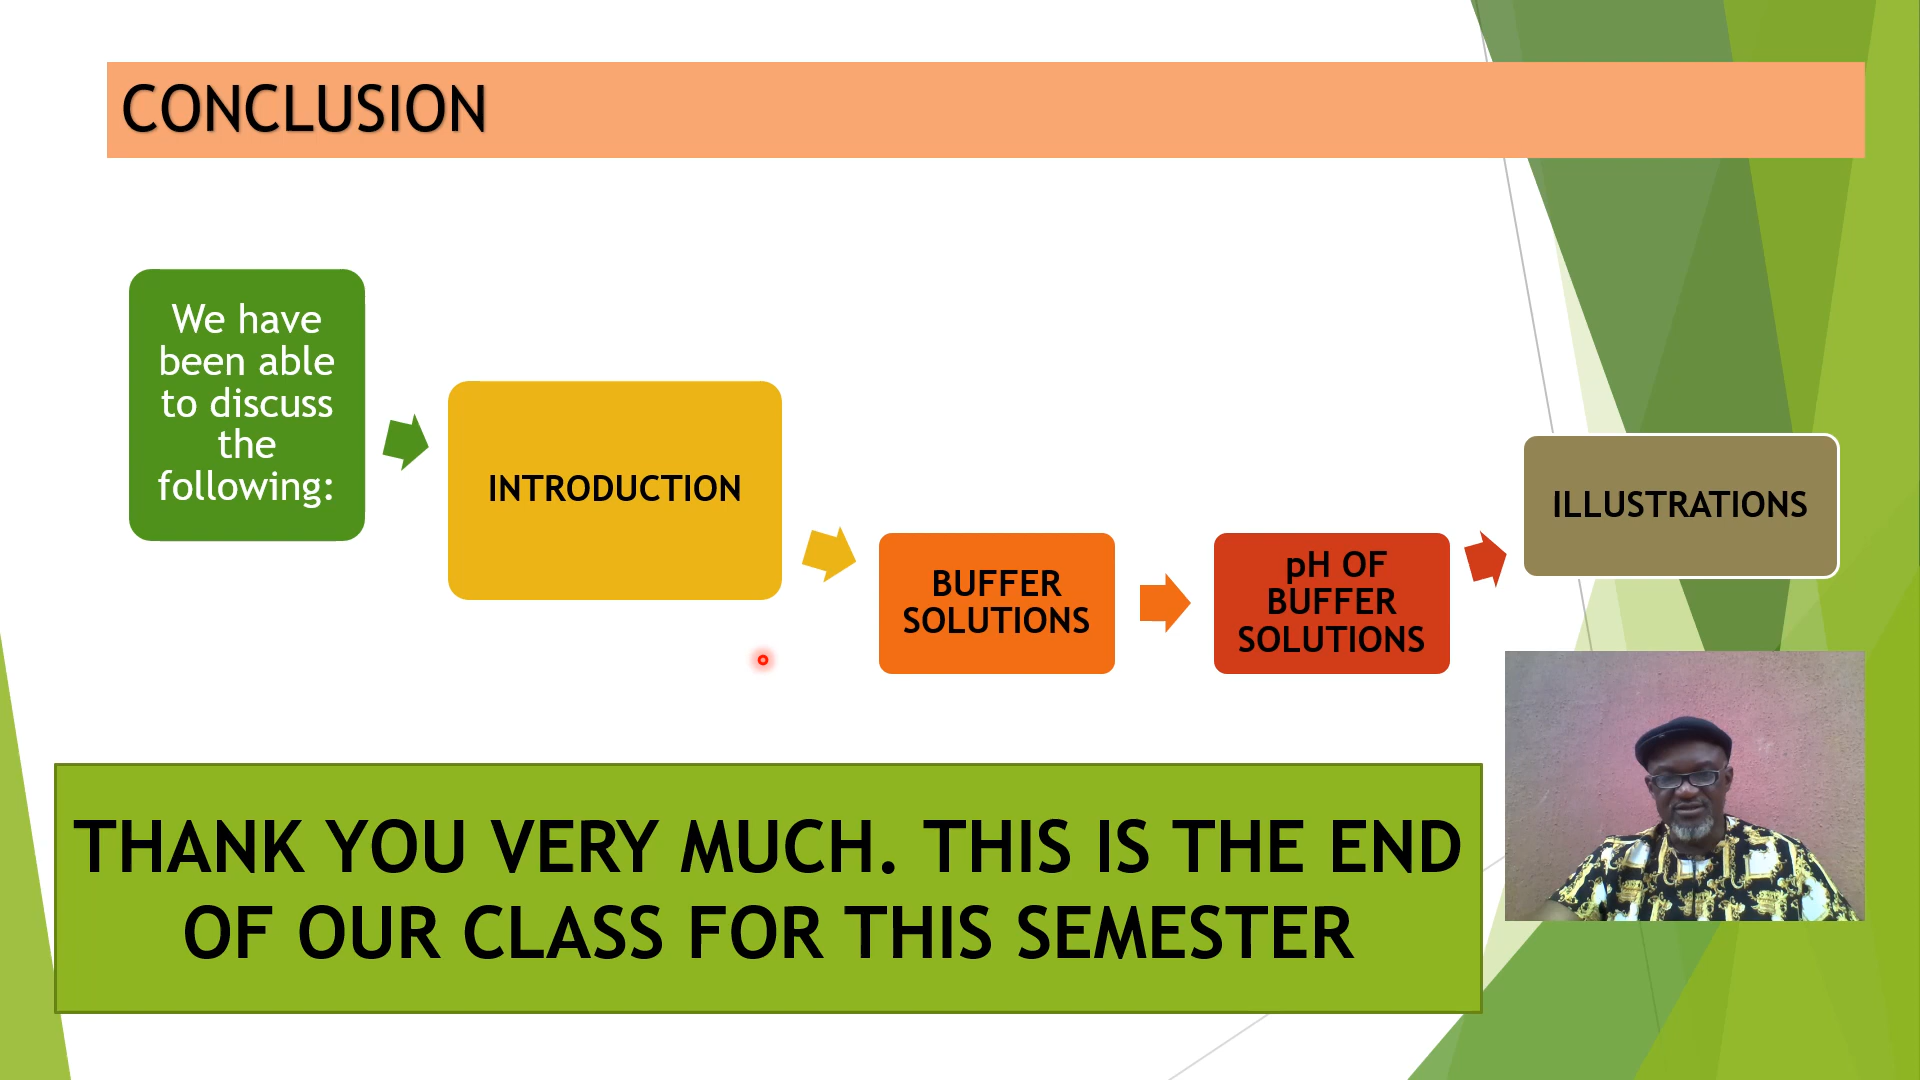 CONCLUSION
We have
been able
to discuss
the
following:
INTRODUCTION
BUFFER
SOLUTIONS
pH OF
BUFFER
SOLUTIONS
ILLUSTRATIONS
THANK YOU VERY MUCH. THIS IS THE END
OF OUR CLASS FOR THIS SEMESTER